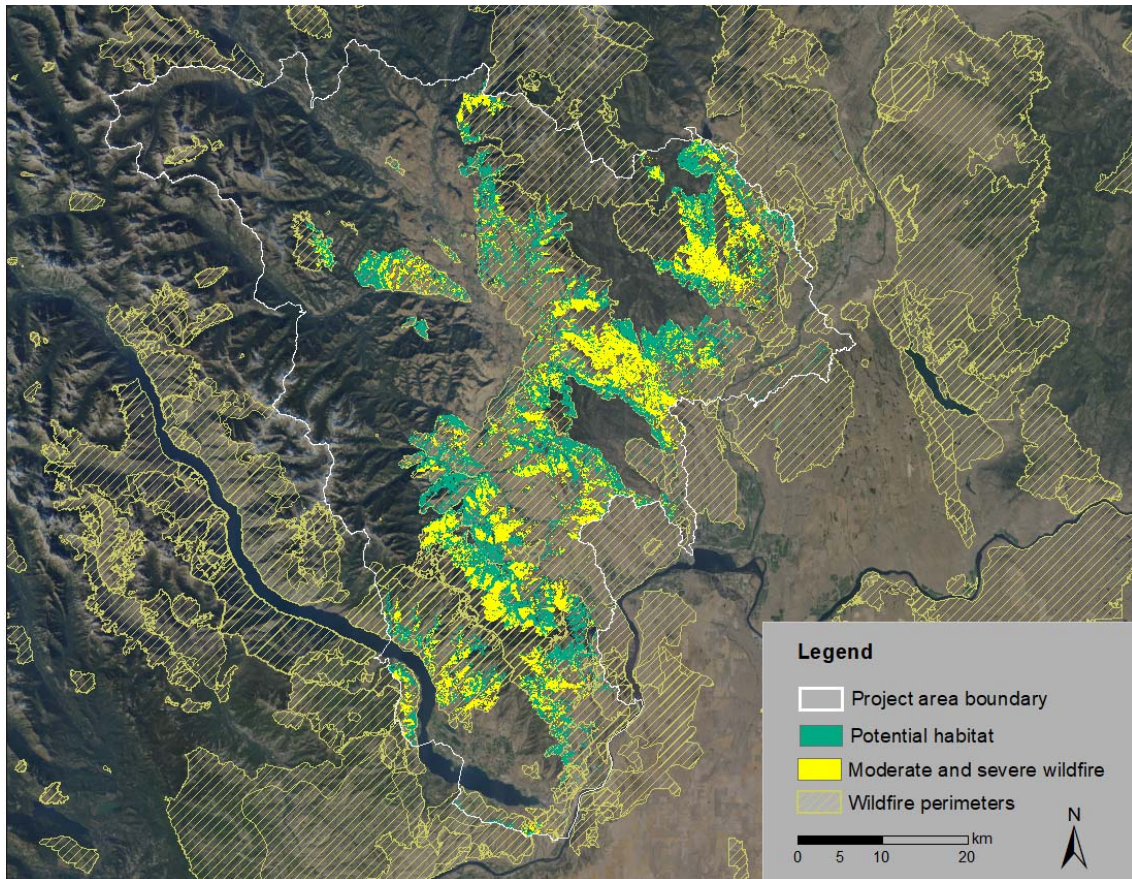 Legend
Project area boundary
Potential habitat
Moderate and severe wildfire
Wildfire perimeters
N
km
0 5 10 20